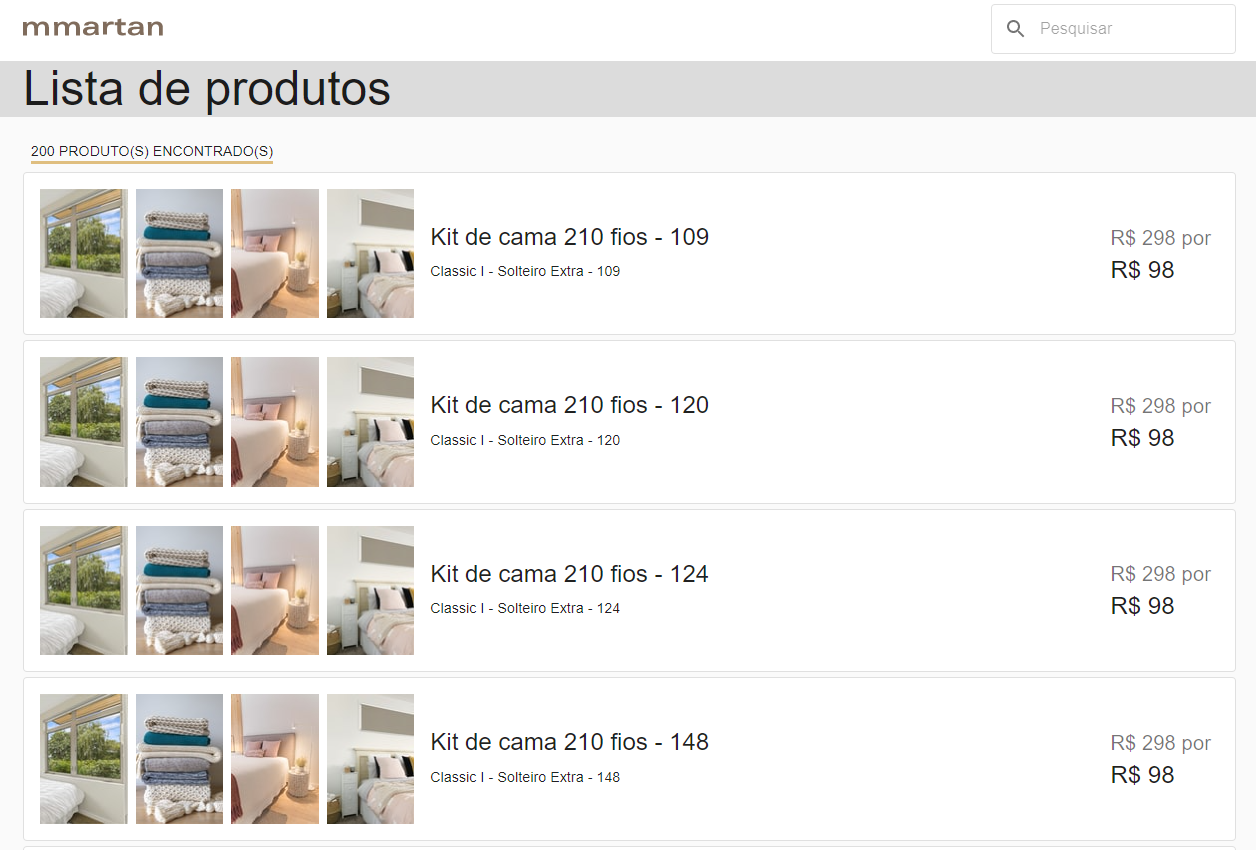 mmartan
Pesquisar
Lista de produtos
200 PRODUTO(S) ENCONTRADO(S)
Kit de cama 210 fios - 109
Classic I - Solteiro Extra - 109
R$ 298 por
R$ 98
Kit de cama 210 fios - 120
Classic I - Solteiro Extra - 120
R$ 298 por
R$ 98
Kit de cama 210 fios - 124
Classic I - Solteiro Extra - 124
R$ 298 por
R$ 98
Kit de cama 210 fios - 148
Classic I - Solteiro Extra - 148
R$ 298 por
R$ 98